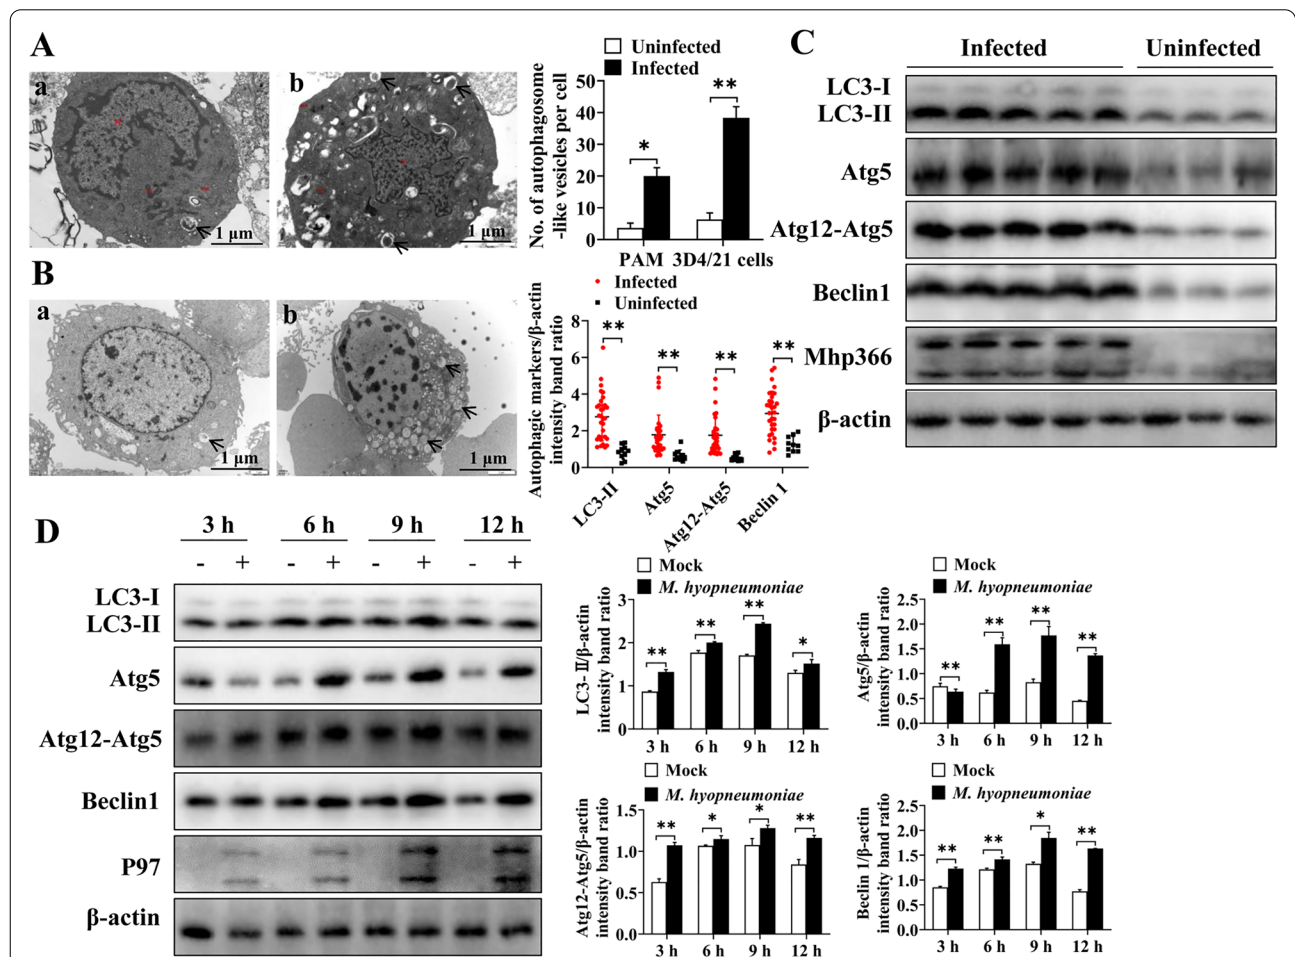 A
a
1 μm
b
1 μm
Uninfected
Infected
No. of autophagosome
-like vesicles per cell
50
40
30
20
10
0
*
**
PAM
3D4/21 cells
B
a
1 μm
b
1 μm
Infected
Uninfected
Autophagic markers/β-actin
intensity band ratio
8
6
4
2
0
**
**
**
**
LC3-II
Atg5
Atg12-Atg5
Beclin 1
C
Infected
Uninfected
LC3-I
LC3-II
Atg5
Atg12-Atg5
Beclin1
Mhp366
β-actin
D
3 h
6 h
9 h
12 h
- + - + - + - +
LC3-I
LC3-II
Atg5
Atg12-Atg5
Beclin1
P97
β-actin
Mock
M. hyopneumoniae
LC3-II/β-actin
intensity band ratio
3
2
1
0
**
**
**
*
3 h
6 h
9 h
12 h
Mock
M. hyopneumoniae
Atg5/β-actin
intensity band ratio
2.5
2.0
1.5
1.0
0.5
0.0
**
**
**
**
3 h
6 h
9 h
12 h
Mock
M. hyopneumoniae
Atg12-Atg5/β-actin
intensity band ratio
1.5
1.0
0.5
0.0
**
*
*
**
3 h
6 h
9 h
12 h
Mock
M. hyopneumoniae
Beclin 1/β-actin
intensity band ratio
2.5
2.0
1.5
1.0
0.5
0.0
**
**
*
**
3 h
6 h
9 h
12 h